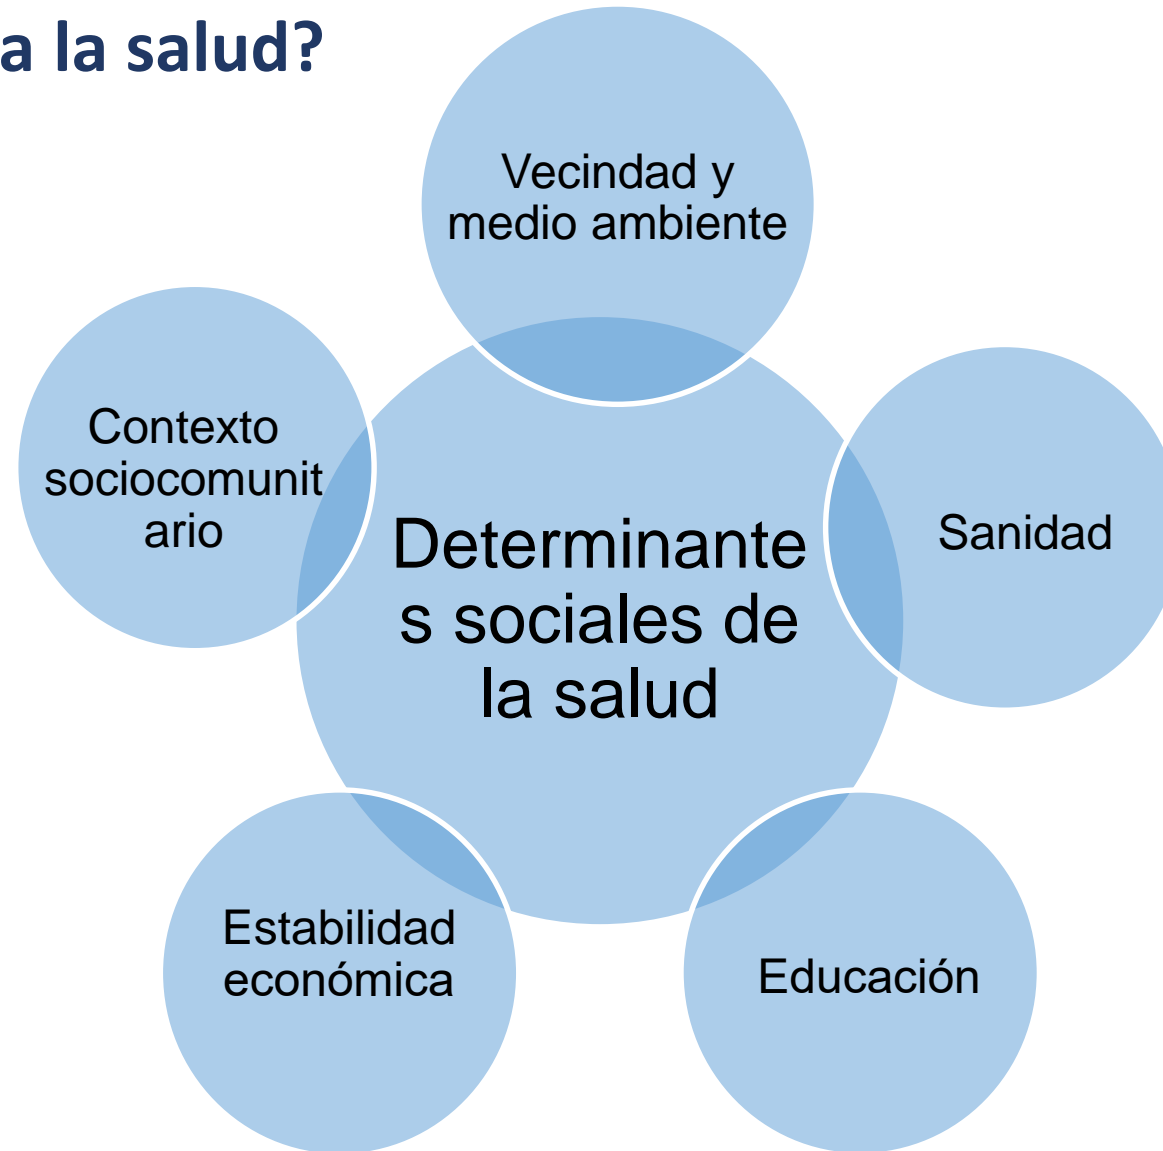 a la salud?
Vecindad y
medio ambiente
Contexto
sociocomunit
ario
Sanidad
Determinante
s sociales de
la salud
Estabilidad
económica
Educación